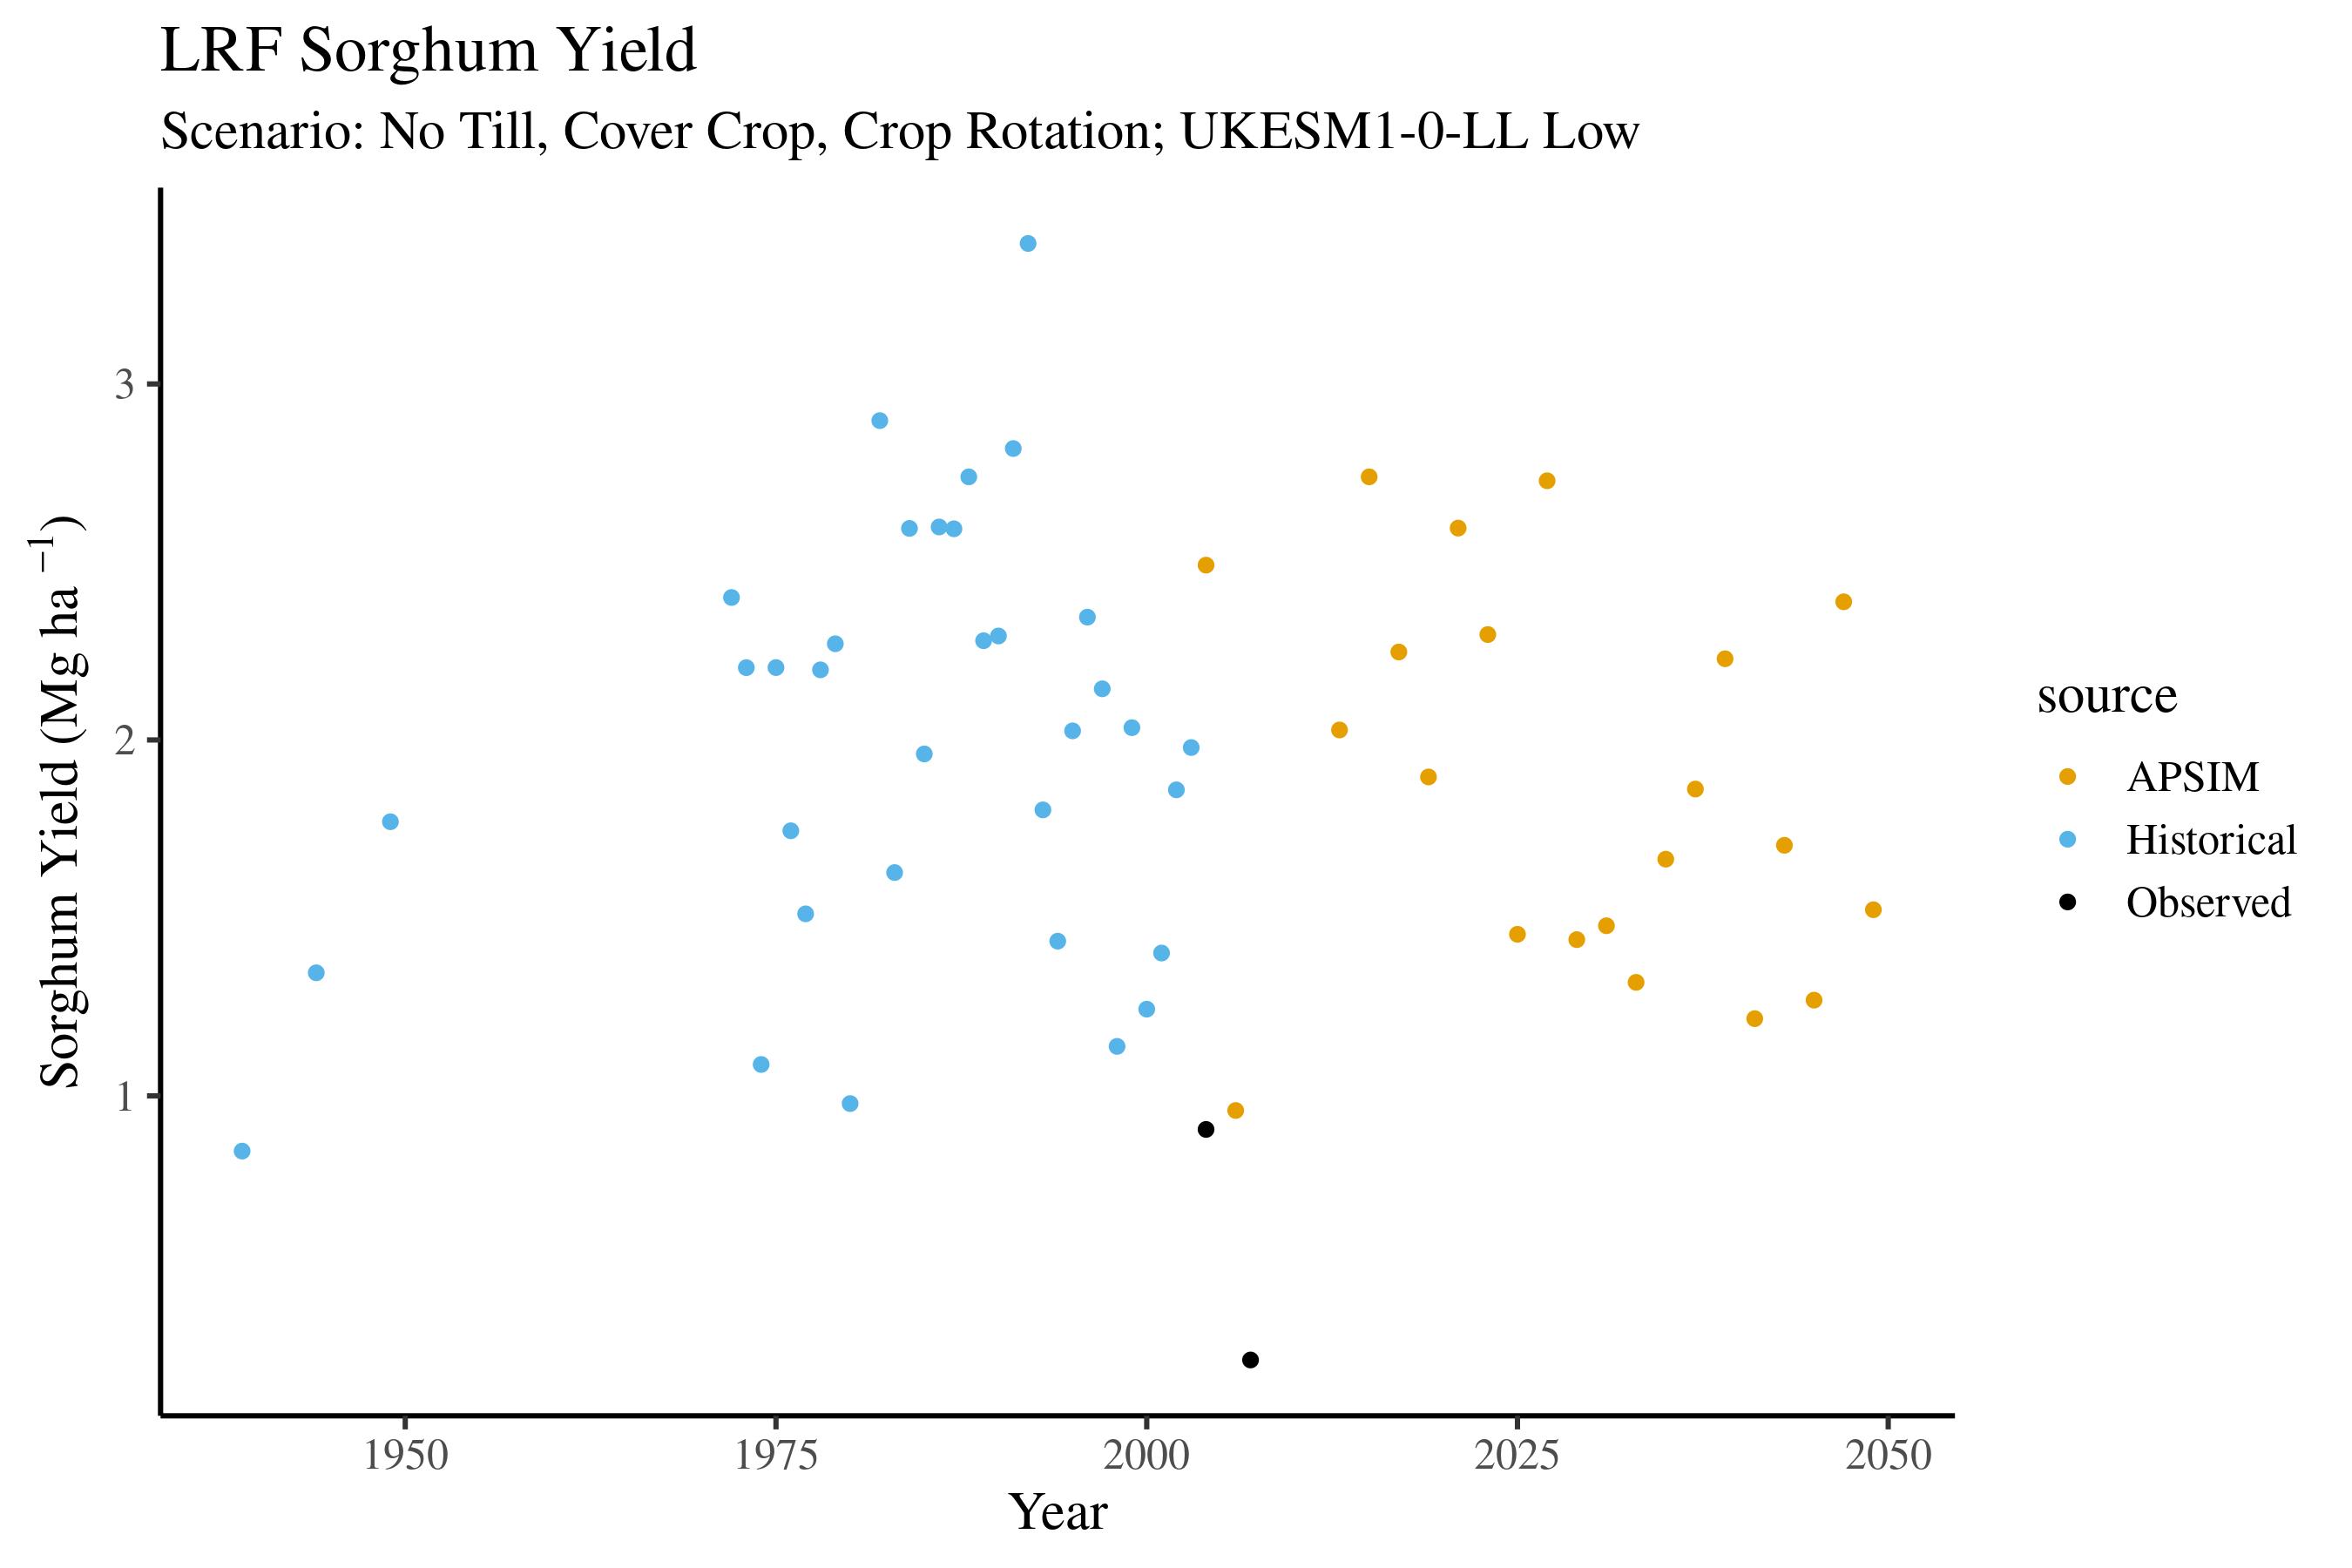 LRF Sorghum Yield
Scenario: No Till, Cover Crop, Crop Rotation; UKESM1-0-LL Low
Sorghum Yield (Mg ha −1)
3
2
1
1950
1975
2000
2025
2050
Year
source
APSIM
Historical
Observed